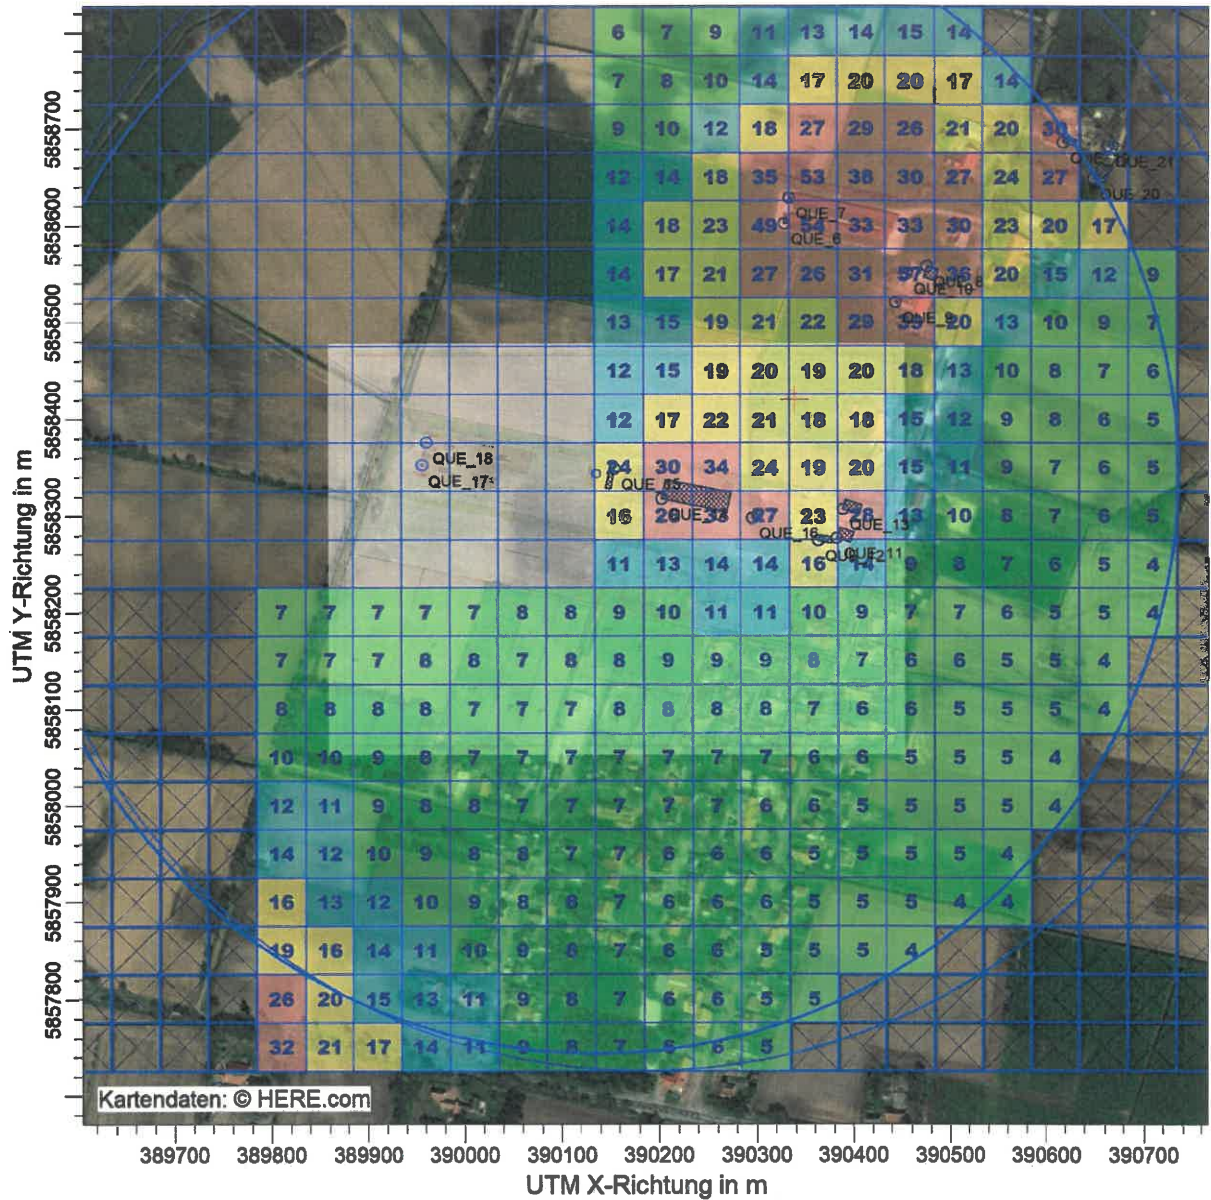 6 7 9 11 13 14 15 14
7 8 10 14 17 20 20 17 14
5858700
9 10 12 18 27 29 26 21 20 30
QUE_21
12 14 18 35 53 38 30 27 24 27
QUE_20
QUE_7
5858600
14 18 23 49 54 33 33 30 23 20 17
QUE_6
14 17 21 27 26 31 36 20 15 12 9
QUE_10
5858500
13 15 19 21 22 29 20 13 10 9 7
QUE_9
12 15 19 20 19 20 18 13 10 8 7 6
5858400
12 17 22 21 18 18 15 12 9 8 6 5
QUE_18
24 30 34 24 19 20 15 11 9 7 6 5
QUE_17
5858300
16 27 23 28 13 10 8 7 6 5
QUE_13
QUE_16
QUE_11
11 13 14 14 16 14 9 8 7 6 5 4
5858200
7 7 7 7 7 8 8 9 10 11 11 10 9 7 7 6 5 5 4
7 7 7 8 8 7 8 8 9 9 9 8 7 6 6 5 5 4
5858100
8 8 8 8 7 7 7 8 8 8 8 7 6 6 5 5 5 4
10 10 9 8 7 7 7 7 7 7 7 6 6 5 5 5 4
5858000
12 11 9 8 8 7 7 7 7 7 6 6 5 5 5 5 4
14 12 10 9 8 8 7 7 6 6 6 5 5 5 5 4
5857900
16 13 12 10 9 8 8 7 6 6 6 5 5 5 4 4
19 16 14 11 10 9 8 7 6 6 5 5 5 4
5857800
26 20 15 13 11 9 8 7 6 6 5 5
32 21 17 14 11 9 8 7 6 6 5
Kartendaten: © HERE.com
389700 389800 389900 390000 390100 390200 390300 390400 390500 390600 390700
UTM X-Richtung in m
UTM Y-Richtung in m